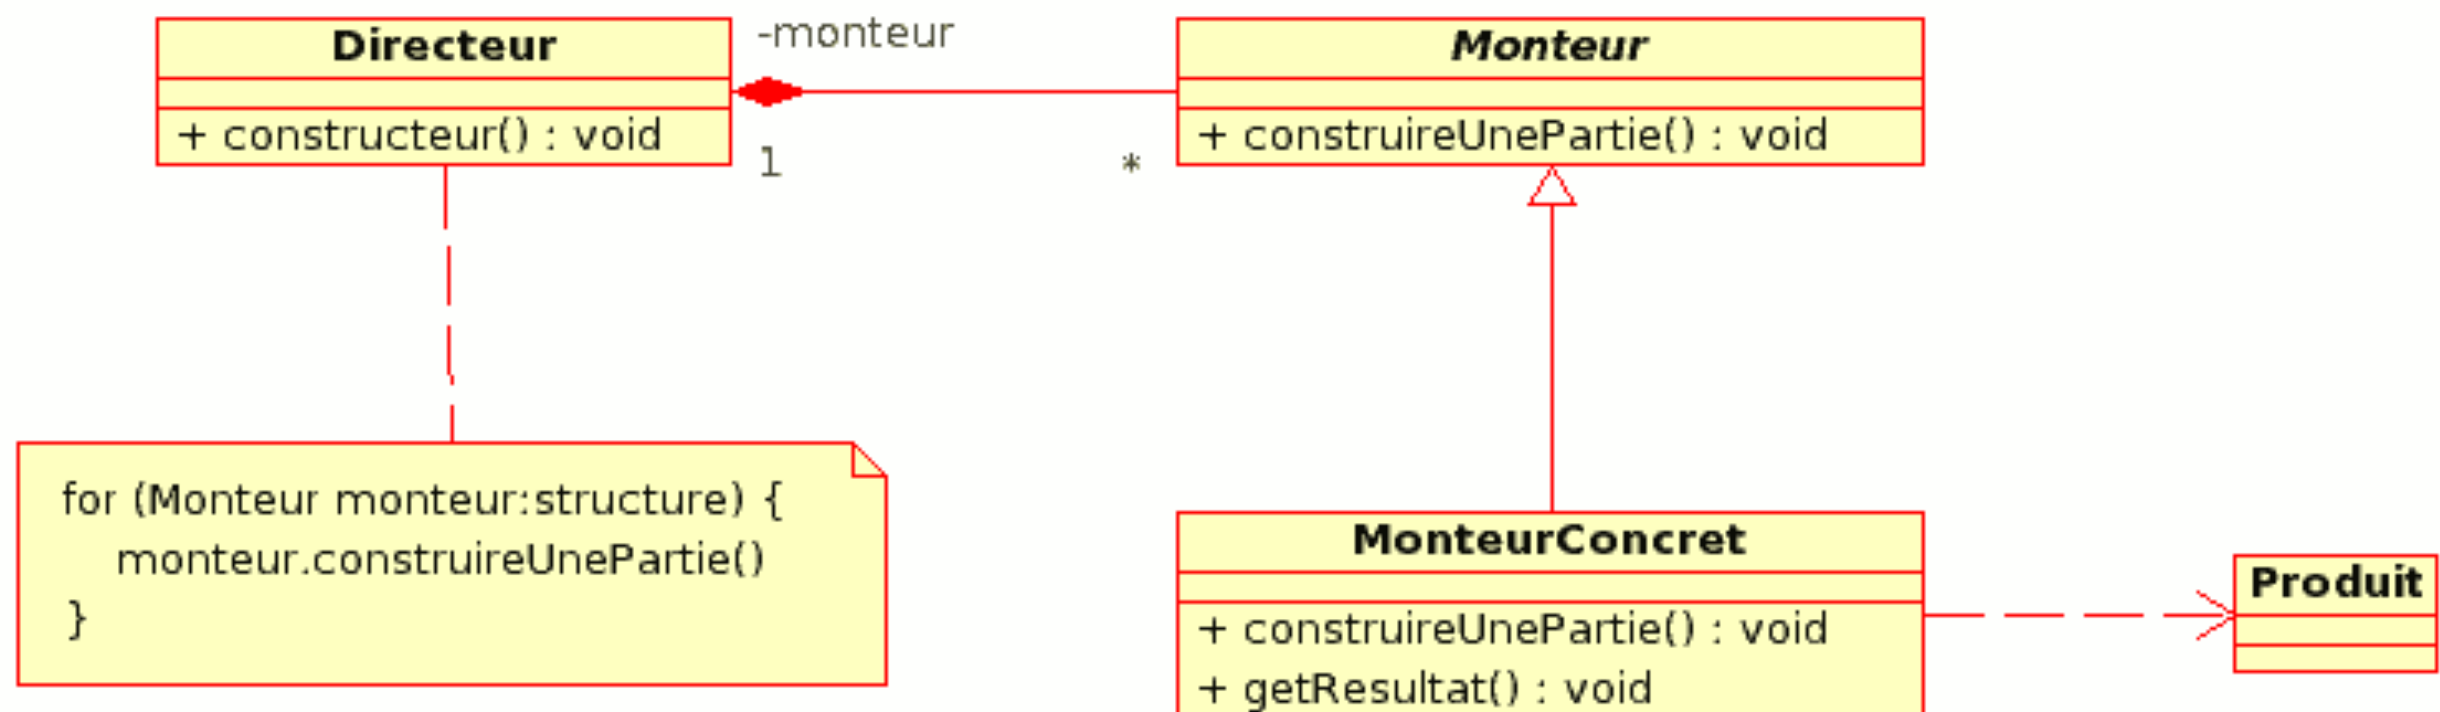 Directeur
+ constructeur() : void
-monteur
1
*
Monteur
+ construireUnePartie() : void
for (Monteur monteur:structure) {
monteur.construireUnePartie()
}
MonteurConcret
+ construireUnePartie() : void
+ getResultat() : void
Produit